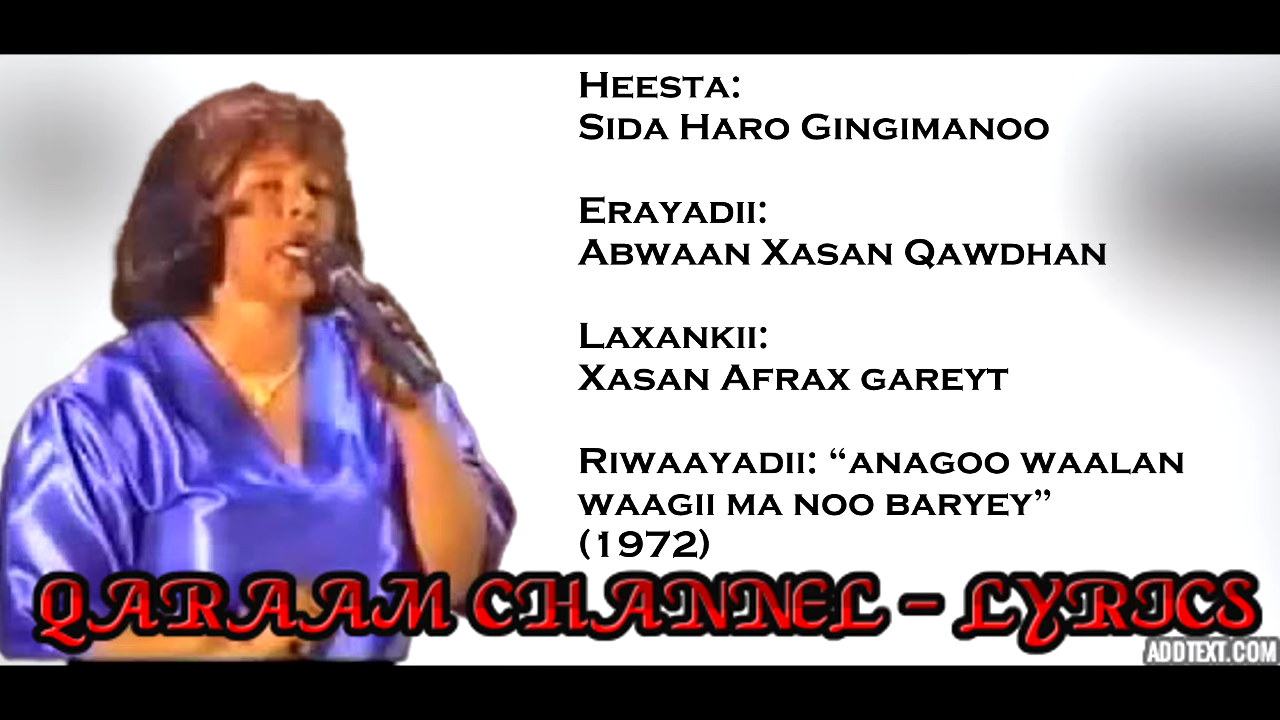 Heesta:
Sida Haro Gingimanoo
Erayadii:
Abwaan Xasan Qawdhan
Laxankii:
Xasan Afrax gareyt
Riwaayadii: “anagoo waalan
waagii ma noo baryey”
(1972)
QARAAM CHANNEL – LYRICS
ADDTEXT.COM